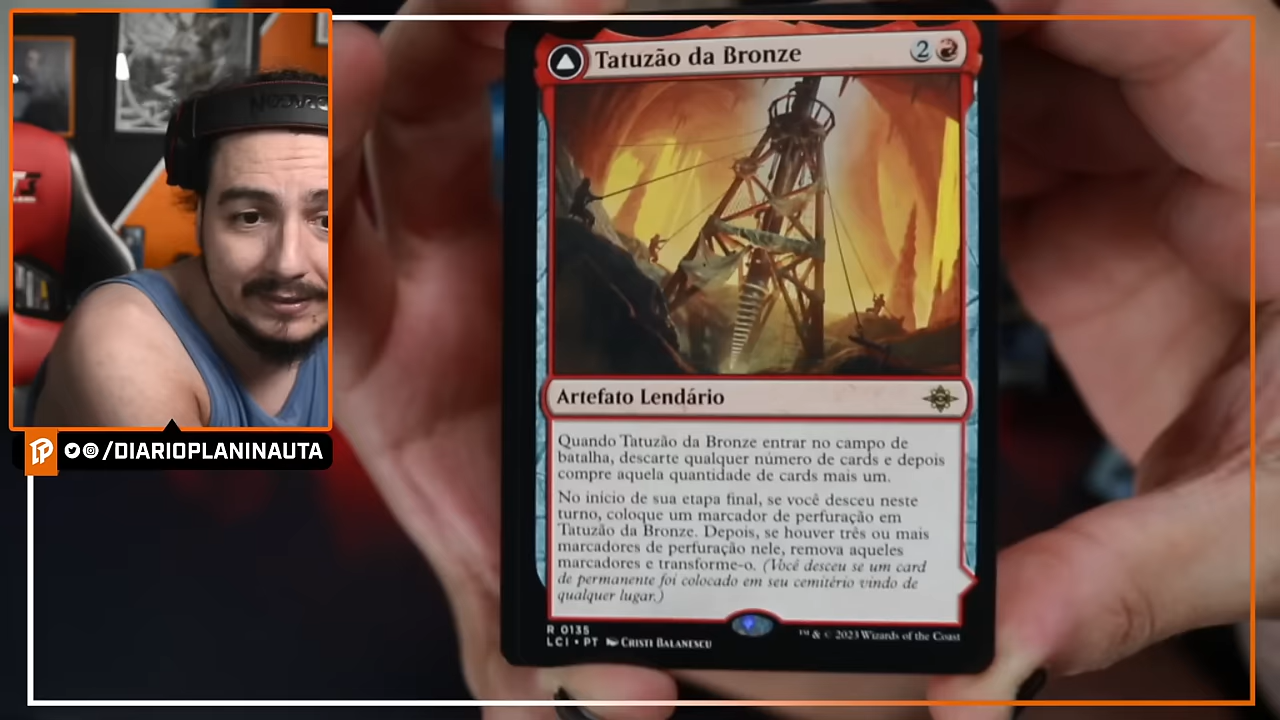 Tatuzão da Bronze 2
Artefato Lendário
Quando Tatuzão da Bronze entrar no campo de
batalha, descarte qualquer número de cards e depois
compre aquela quantidade de cards mais um.
No início de sua etapa final, se você desceu neste
turno, coloque um marcador de perfuração em
Tatuzão da Bronze. Depois, se houver três ou mais
marcadores de perfuração nele, remova aqueles
marcadores e transforme-o. (Você desceu se um card
de permanente foi colocado em seu cemitério vindo de
qualquer lugar.)
R 0135
LCI • PT CRISTI BALANESCU
™ & © 2023 Wizards of the Coast
/DIARIOPLANINAUTA